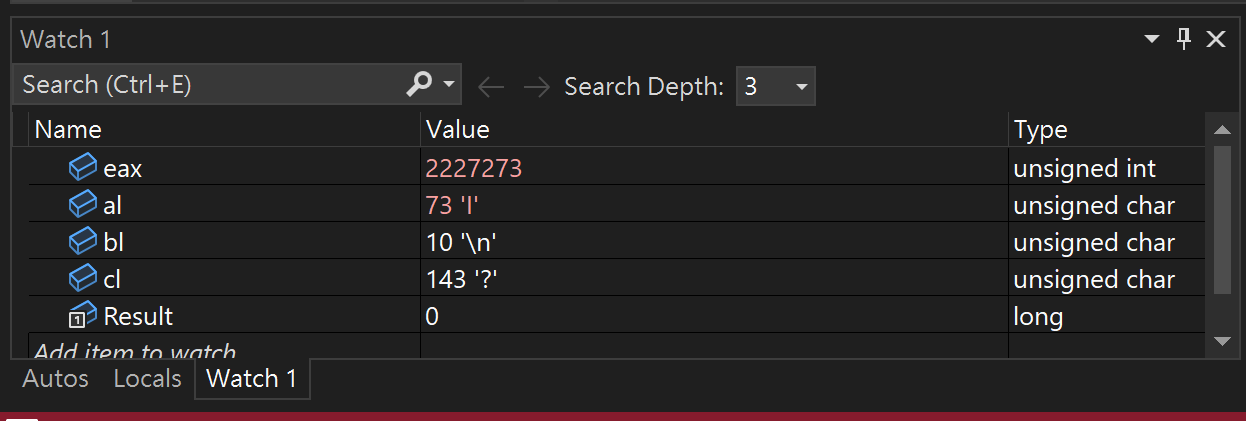 Watch 1
Search (Ctrl+E) Search Depth: 3
Name Value Type
eax 2227273 unsigned int
al 73 'I' unsigned char
bl 10 '\n' unsigned char
cl 143 '?' unsigned char
1 Result 0 long
Add item to watch
Autos Locals Watch 1